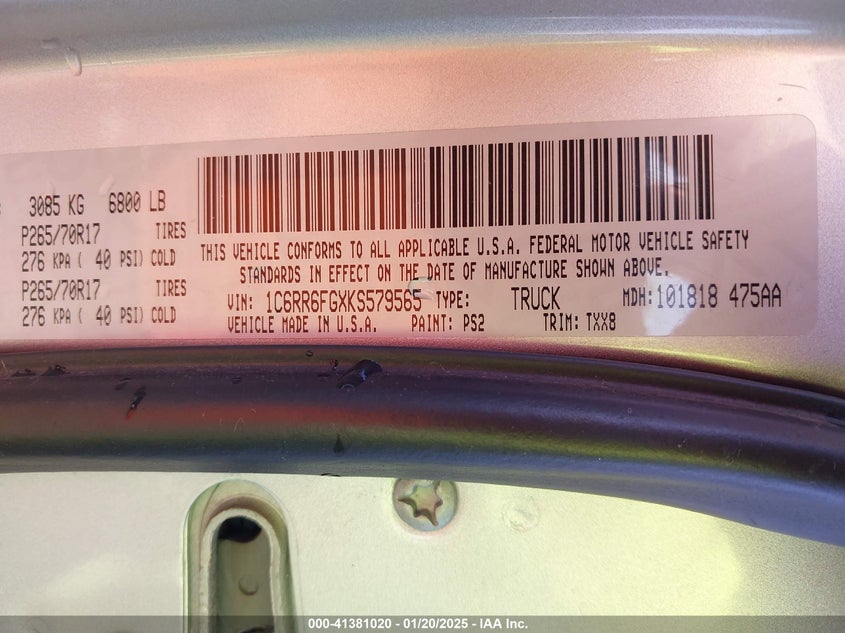 3085 KG 6800 LB
P265/70R17 TIRES
276 KPA ( 40 PSI) COLD
P265/70R17 TIRES
276 KPA ( 40 PSI) COLD
THIS VEHICLE CONFORMS TO ALL APPLICABLE U.S.A. FEDERAL MOTOR VEHICLE SAFETY
STANDARDS IN EFFECT ON THE DATE OF MANUFACTURE SHOWN ABOVE.
VIN: 1C6RR6FGXKS579565 TYPE: TRUCK MDH: 101818 475AA
VEHICLE MADE IN U.S.A. PAINT: PS2 TRIM: TXX8
000-41381020 - 01/20/2025 - IAA Inc.